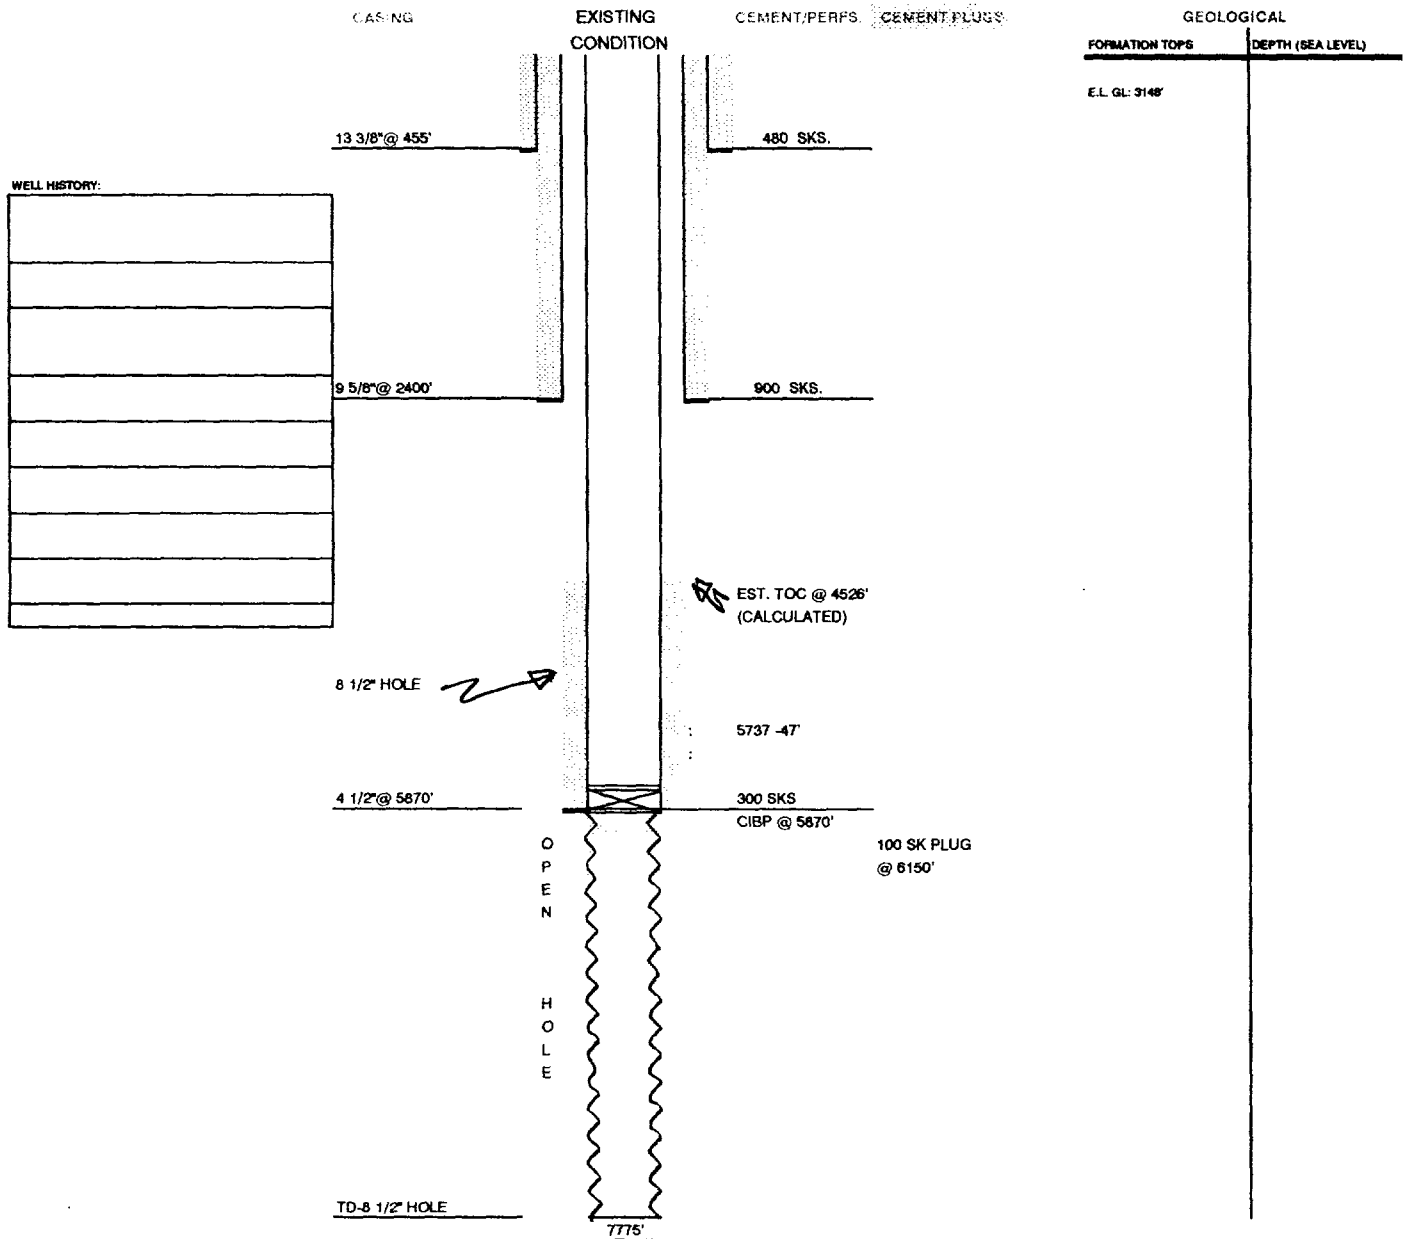 CASING
EXISTING
CONDITION
CEMENT/PERFS.
CEMENT PLUGS
GEOLOGICAL
FORMATION TOPS
DEPTH (SEA LEVEL)
E.L. GL: 3148'
13 3/8"@ 455'
480 SKS.
WELL HISTORY:
9 5/8"@ 2400'
900 SKS.
EST. TOC @ 4526'
(CALCULATED)
8 1/2" HOLE
5737 -47'
4 1/2"@ 5870'
300 SKS
CIBP @ 5870'
100 SK PLUG
@ 6150'
O
P
E
N
H
O
L
E
TD-8 1/2" HOLE
7775'